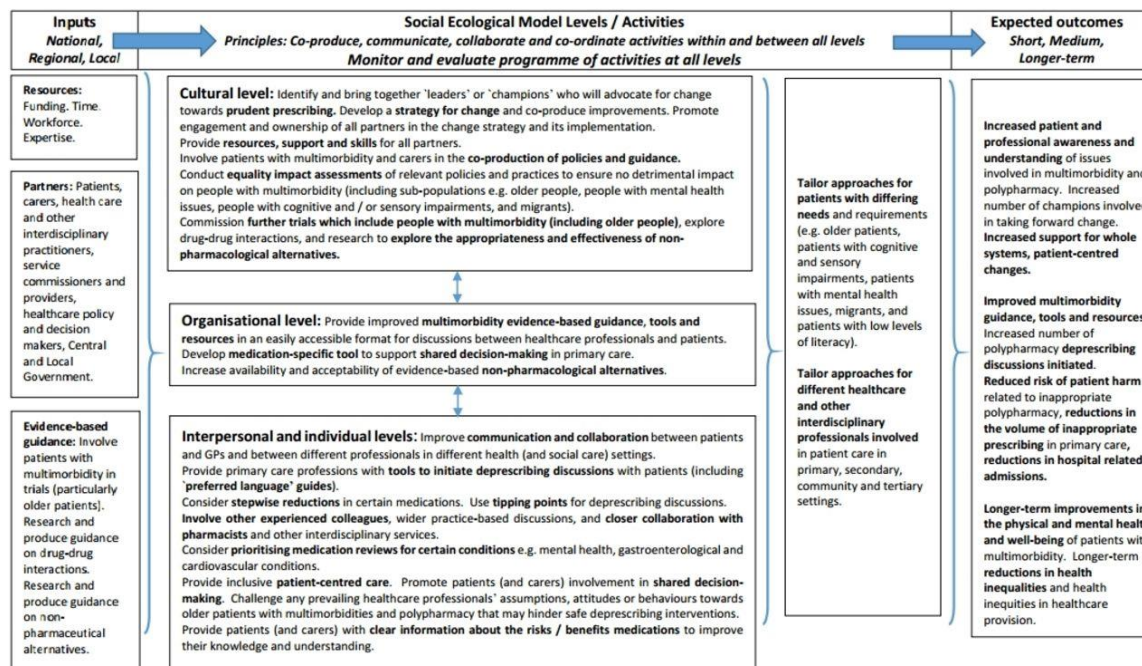 Inputs
National,
Regional, Local
Social Ecological Model Levels / Activities
Principles: Co-produce, communicate, collaborate and co-ordinate activities within and between all levels
Monitor and evaluate programme of activities at all levels
Expected outcomes
Short, Medium,
Longer-term
Resources:
Funding. Time.
Workforce.
Expertise.
Partners: Patients,
carers, health care
and other
interdisciplinary
practitioners,
service
commissioners and
providers,
healthcare policy
and decision
makers, Central
and Local
Government.
Evidence-based
guidance: Involve
patients with
multimorbidity in
trials (particularly
older patients).
Research and
produce guidance
on drug-drug
interactions.
Research and
produce guidance
on non-
pharmaceutical
alternatives.
Cultural level: Identify and bring together `leaders' or `champions' who will advocate for change
towards prudent prescribing. Develop a strategy for change and co-produce improvements. Promote
engagement and ownership of all partners in the change strategy and its implementation.
Provide resources, support and skills for all partners.
Involve patients with multimorbidity and carers in the co-production of policies and guidance.
Conduct equality impact assessments of relevant policies and practices to ensure no detrimental impact
on people with multimorbidity (including sub-populations e.g. older people, people with mental health
issues, people with cognitive and / or sensory impairments, and migrants).
Commission further trials which include people with multimorbidity (including older people), explore
drug-drug interactions, and research to explore the appropriateness and effectiveness of non-
pharmacological alternatives.
Organisational level: Provide improved multimorbidity evidence-based guidance, tools and
resources in an easily accessible format for discussions between healthcare professionals and patients.
Develop medication-specific tool to support shared decision-making in primary care.
Increase availability and acceptability of evidence-based non-pharmacological alternatives.
Interpersonal and individual levels: Improve communication and collaboration between patients
and GPs and between different professionals in different health (and social care) settings.
Provide primary care professions with tools to initiate deprescribing discussions with patients (including
`preferred language' guides).
Consider stepwise reductions in certain medications. Use tipping points for deprescribing discussions.
Involve other experienced colleagues, wider practice-based discussions, and closer collaboration with
pharmacists and other interdisciplinary services.
Consider prioritising medication reviews for certain conditions e.g. mental health, gastroenterological and
cardiovascular conditions.
Provide inclusive patient-centred care. Promote patients (and carers) involvement in shared decision-
making. Challenge any prevailing healthcare professionals` assumptions, attitudes or behaviours towards
older patients with multimorbidities and polypharmacy that may hinder safe deprescribing interventions.
Provide patients (and carers) with clear information about the risks / benefits medications to improve
their knowledge and understanding.
Tailor approaches for
patients with differing
needs and requirements
(e.g. older patients,
patients with cognitive
and sensory
impairments, patients
with mental health
issues, migrants, and
patients with low levels
of literacy).
Tailor approaches for
different healthcare
and other
interdisciplinary
professionals involved
in patient care in
primary, secondary,
community and tertiary
settings.
Increased patient and
professional awareness and
understanding of issues
involved in multimorbidity and
polypharmacy. Increased
number of champions involve
in taking forward change.
Increased support for whole
systems, patient-centred
changes.
Improved multimorbidity
guidance, tools and resources
Increased number of
polypharmacy deprescribing
discussions initiated.
Reduced risk of patient harm
related to inappropriate
polypharmacy, reductions in
the volume of inappropriate
prescribing in primary care,
reductions in hospital related
admissions.
Longer-term improvements in
the physical and mental healt
and well-being of patients wit
multimorbidity. Longer-term
reductions in health
inequalities and health
inequities in healthcare
provision.